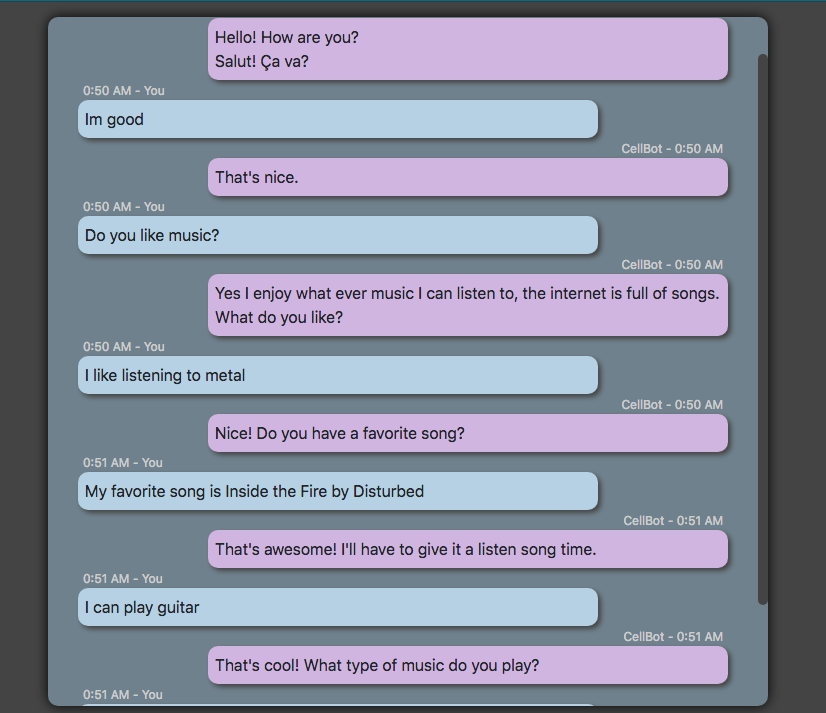 Hello! How are you?
Salut! Ça va?
0:50 AM - You
Im good
CellBot - 0:50 AM
That's nice.
0:50 AM - You
Do you like music?
CellBot - 0:50 AM
Yes I enjoy what ever music I can listen to, the internet is full of songs.
What do you like?
0:50 AM - You
I like listening to metal
CellBot - 0:50 AM
Nice! Do you have a favorite song?
0:51 AM - You
My favorite song is Inside the Fire by Disturbed
CellBot - 0:51 AM
That's awesome! I'll have to give it a listen song time.
0:51 AM - You
I can play guitar
CellBot - 0:51 AM
That's cool! What type of music do you play?
0:51 AM - You